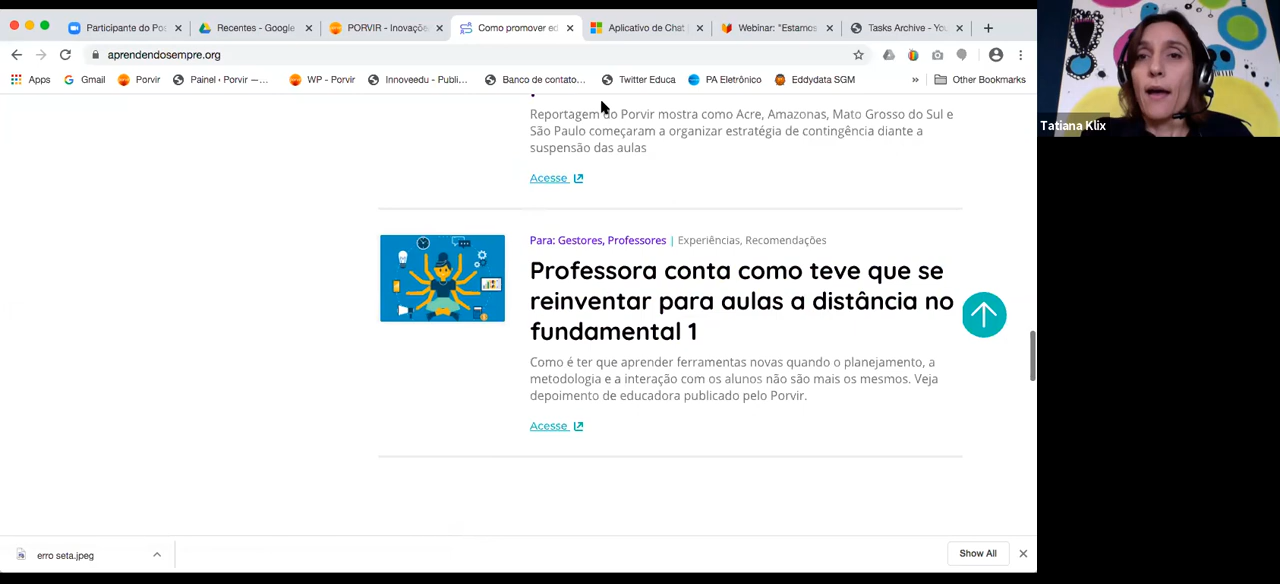 Participante do Po
Recentes - Google
PORVIR - Inovaçõe
Como promover ed
Aplicativo de Chat
Webinar: "Estamos
Tasks Archive - Yo
aprendendosempre.org
Apps
Gmail
Porvir
Painel ‹ Porvir —...
WP - Porvir
Innoveedu - Publi...
Banco de contato...
Twitter Educa
PA Eletrônico
Eddydata SGM
»
Other Bookmarks
Tatiana Klix
Reportagem do Porvir mostra como Acre, Amazonas, Mato Grosso do Sul e
São Paulo começaram a organizar estratégia de contingência diante a
suspensão das aulas
Acesse
Para: Gestores, Professores | Experiências, Recomendações
Professora conta como teve que se
reinventar para aulas a distância no
fundamental 1
Como é ter que aprender ferramentas novas quando o planejamento, a
metodologia e a interação com os alunos não são mais os mesmos. Veja
depoimento de educadora publicado pelo Porvir.
Acesse
erro seta.jpeg
Show All